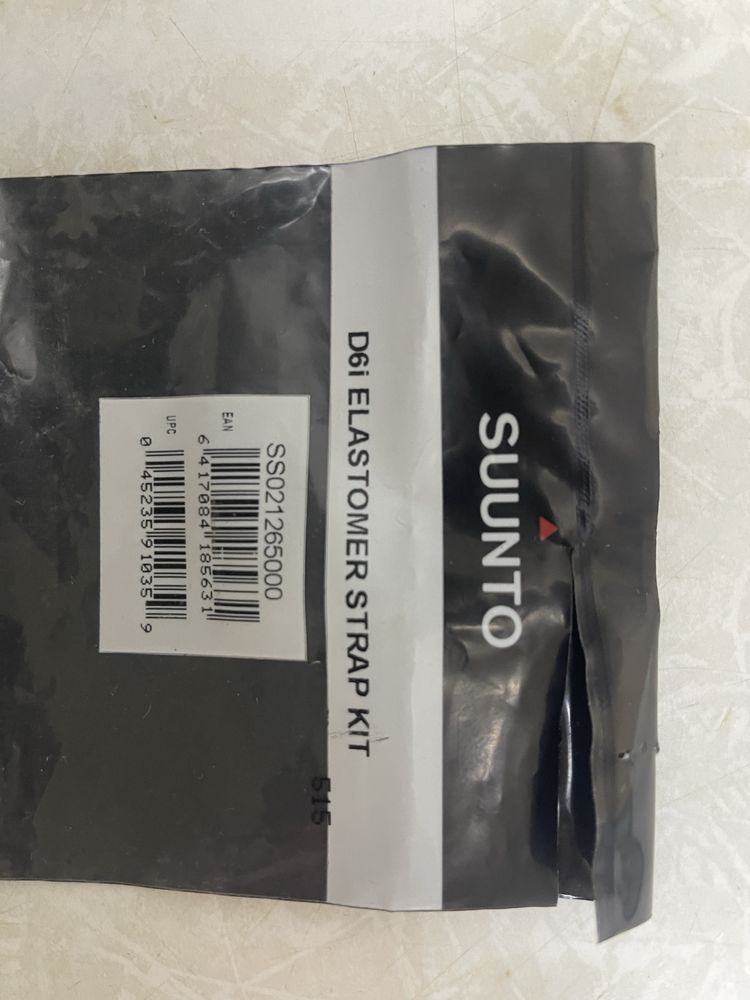 SUUNTO
D6i ELASTOMER STRAP KIT
515
SS021265000
EAN
6 417084 185631
UPC
0 45235 91035 9